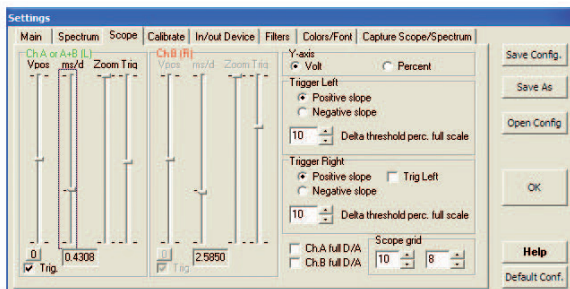 Settings
Main Spectrum Scope Calibrate In/out Device Filters Colors/Font Capture Scope/Spectrum
Ch.A or A+B (L)
Vpos ms/d Zoom Trig
0 0.4308
Trig.
Ch.B (R)
Vpos ms/d Zoom Trig
0 2.5850
Trig
Y-axis
Volt Percent
Trigger Left
Positive slope
Negative slope
10 Delta threshold perc. full scale
Trigger Right
Positive slope Trig Left
Negative slope
10 Delta threshold perc. full scale
Ch.A full D/A
Ch.B full D/A
Scope grid
10 8
Save Config.
Save As
Open Config
OK
Help
Default Conf.